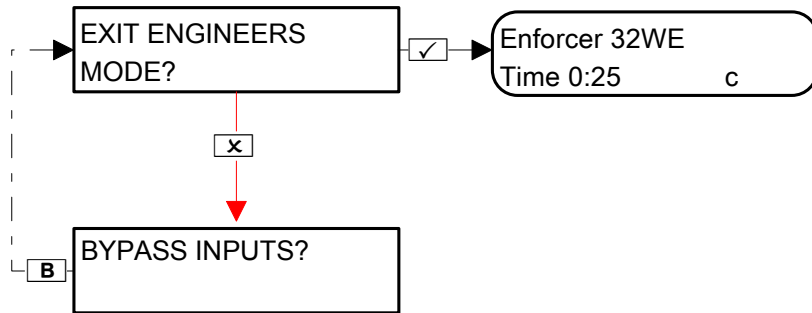 EXIT ENGINEERS
MODE?
✓
Enforcer 32WE
Time 0:25 c
x
BYPASS INPUTS?
B